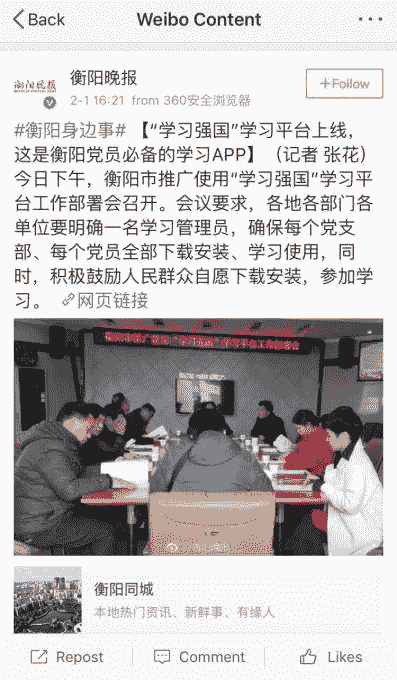 Back
Weibo Content
衡阳晚报
衡阳晚报
+Follow
2-1 16:21 from 360安全浏览器
#衡阳身边事# 【“学习强国”学习平台上线，
这是衡阳党员必备的学习APP】（记者 张花）
今日下午，衡阳市推广使用“学习强国”学习平
台工作部署会召开。会议要求，各地各部门各
单位要明确一名学习管理员，确保每个党支
部、每个党员全部下载安装、学习使用，同
时，积极鼓励人民群众自愿下载安装，参加学
习。 网页链接
衡阳同城
本地热门资讯、新鲜事、有缘人
Repost
Comment
Likes